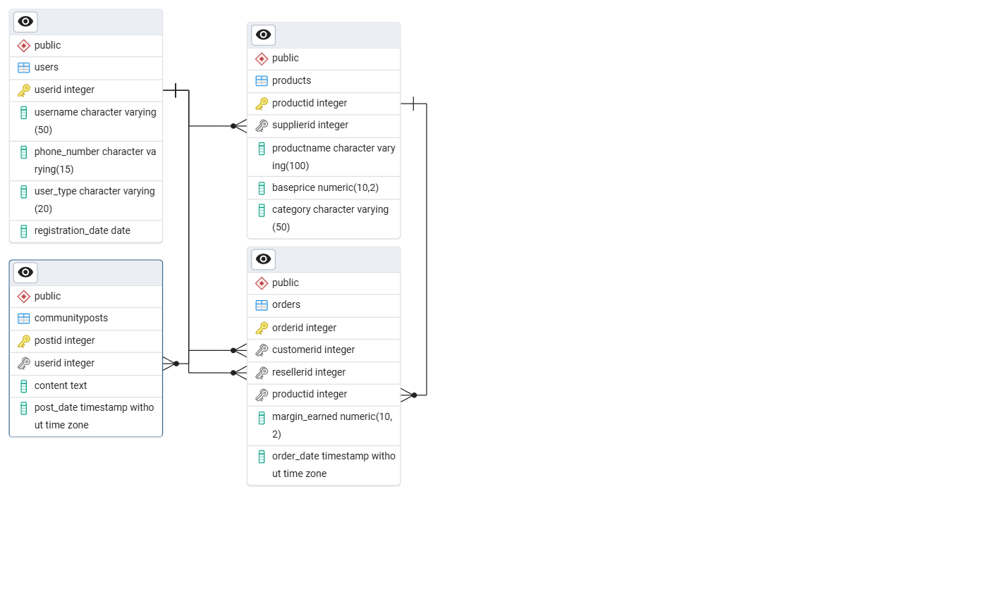 public
users
userid integer
username character varying
(50)
phone_number character va
rying(15)
user_type character varying
(20)
registration_date date
public
communityposts
postid integer
userid integer
content text
post_date timestamp witho
ut time zone
public
products
productid integer
supplierid integer
productname character vary
ing(100)
baseprice numeric(10,2)
category character varying
(50)
public
orders
orderid integer
customerid integer
resellerid integer
productid integer
margin_earned numeric(10,
2)
order_date timestamp witho
ut time zone